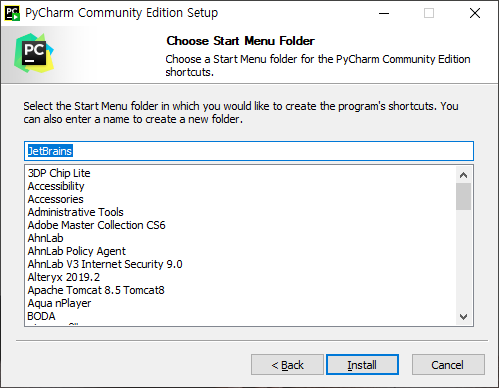 PyCharm Community Edition Setup
PC
Choose Start Menu Folder
Choose a Start Menu folder for the PyCharm Community Edition
shortcuts.
Select the Start Menu folder in which you would like to create the program's shortcuts. You
can also enter a name to create a new folder.
JetBrains
3DP Chip Lite
Accessibility
Accessories
Administrative Tools
Adobe Master Collection CS6
AhnLab
AhnLab Policy Agent
AhnLab V3 Internet Security 9.0
Alteryx 2019.2
Apache Tomcat 8.5 Tomcat8
Aqua nPlayer
BODA
< Back
Install
Cancel